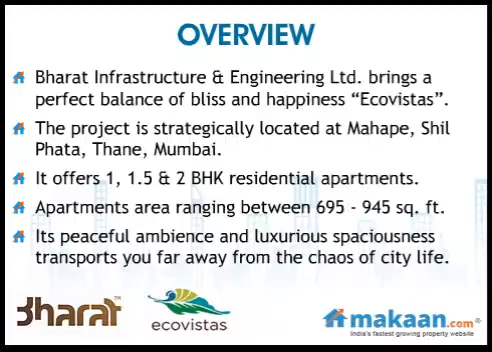 OVERVIEW
Bharat Infrastructure & Engineering Ltd. brings a
perfect balance of bliss and happiness “Ecovistas”.
The project is strategically located at Mahape, Shil
Phata, Thane, Mumbai.
It offers 1, 1.5 & 2 BHK residential apartments.
Apartments area ranging between 695 - 945 sq. ft.
Its peaceful ambience and luxurious spaciousness
transports you far away from the chaos of city life.
Bharat™
ecovistas
makaan.com®
India's fastest growing property website